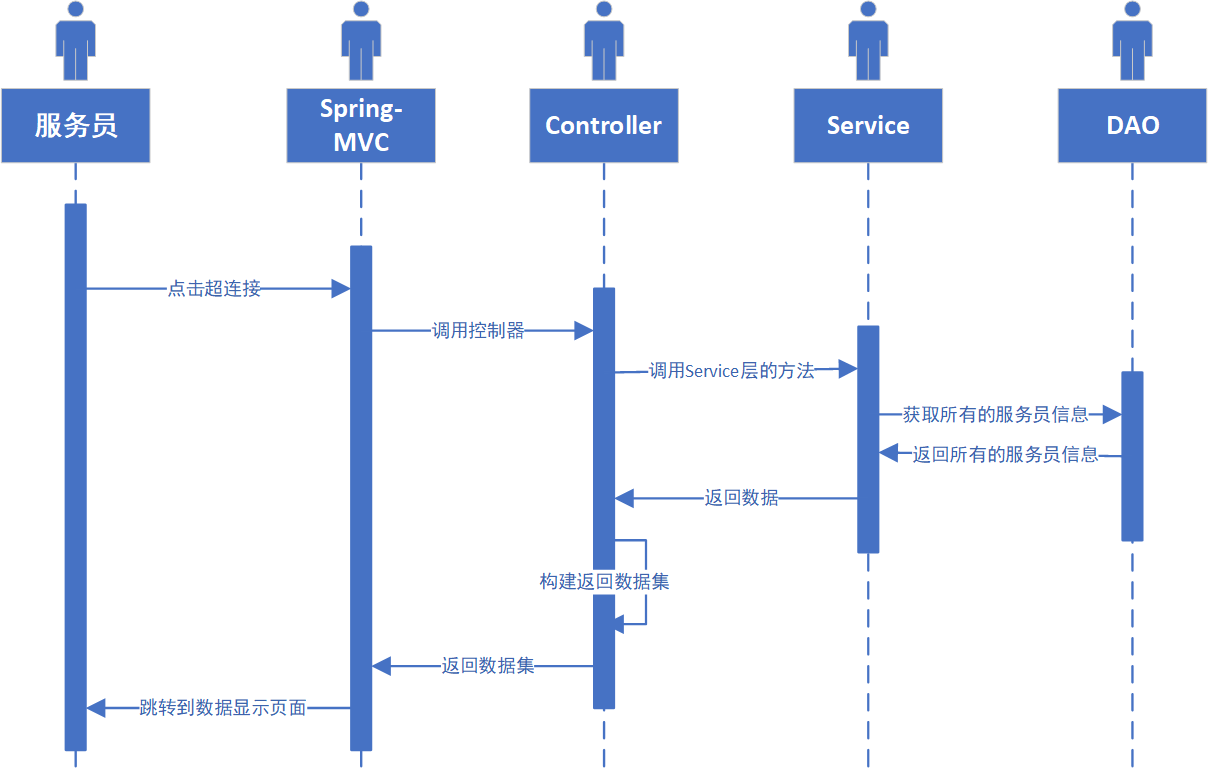 服务员
Spring-
MVC
Controller
Service
DAO
点击超连接
调用控制器
调用Service层的方法
获取所有的服务员信息
返回所有的服务员信息
返回数据
构建返回数据集
返回数据集
跳转到数据显示页面